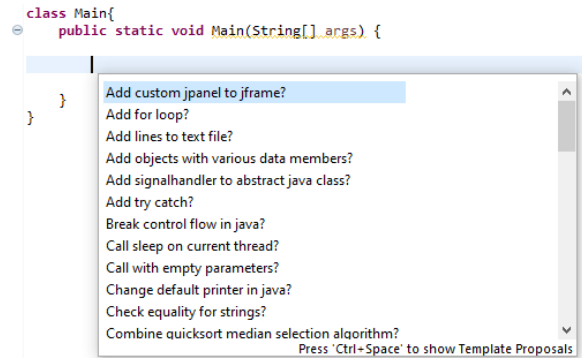 class Main{
public static void Main(String[] args) {
Add custom jpanel to jframe?
Add for loop?
Add lines to text file?
Add objects with various data members?
Add signalhandler to abstract java class?
Add try catch?
Break control flow in java?
Call sleep on current thread?
Call with empty parameters?
Change default printer in java?
Check equality for strings?
Combine quicksort median selection algorithm?
Press 'Ctrl+Space' to show Template Proposals
}
}